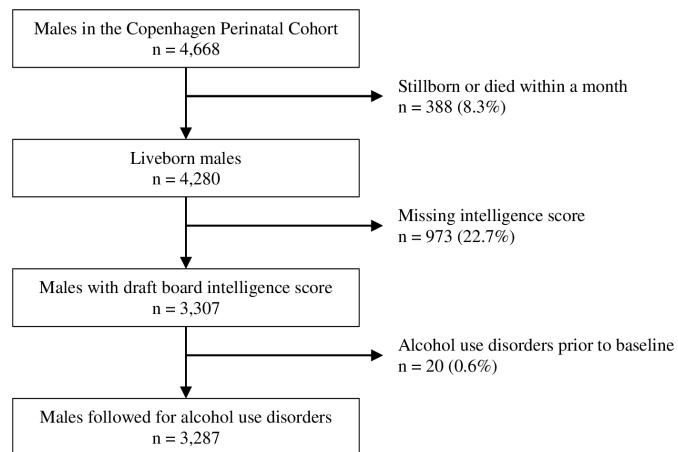 Males in the Copenhagen Perinatal Cohort
n = 4,668
Stillborn or died within a month
n = 388 (8.3%)
Liveborn males
n = 4,280
Missing intelligence score
n = 973 (22.7%)
Males with draft board intelligence score
n = 3,307
Alcohol use disorders prior to baseline
n = 20 (0.6%)
Males followed for alcohol use disorders
n = 3,287